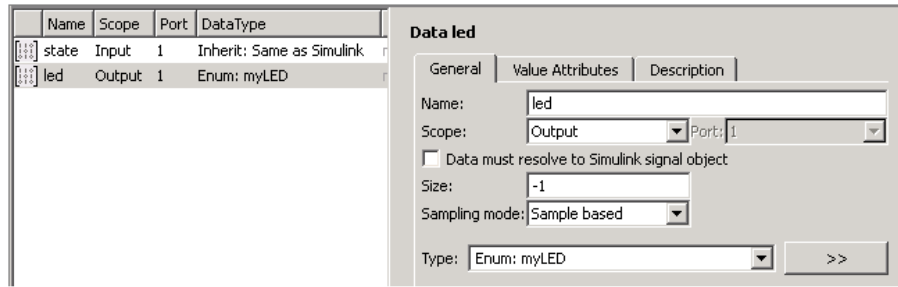 Name Scope Port DataType
state Input 1 Inherit: Same as Simulink
led Output 1 Enum: myLED
Data led
General Value Attributes Description
Name: led
Scope: Output Port: 1
Data must resolve to Simulink signal object
Size: -1
Sampling mode: Sample based
Type: Enum: myLED >>